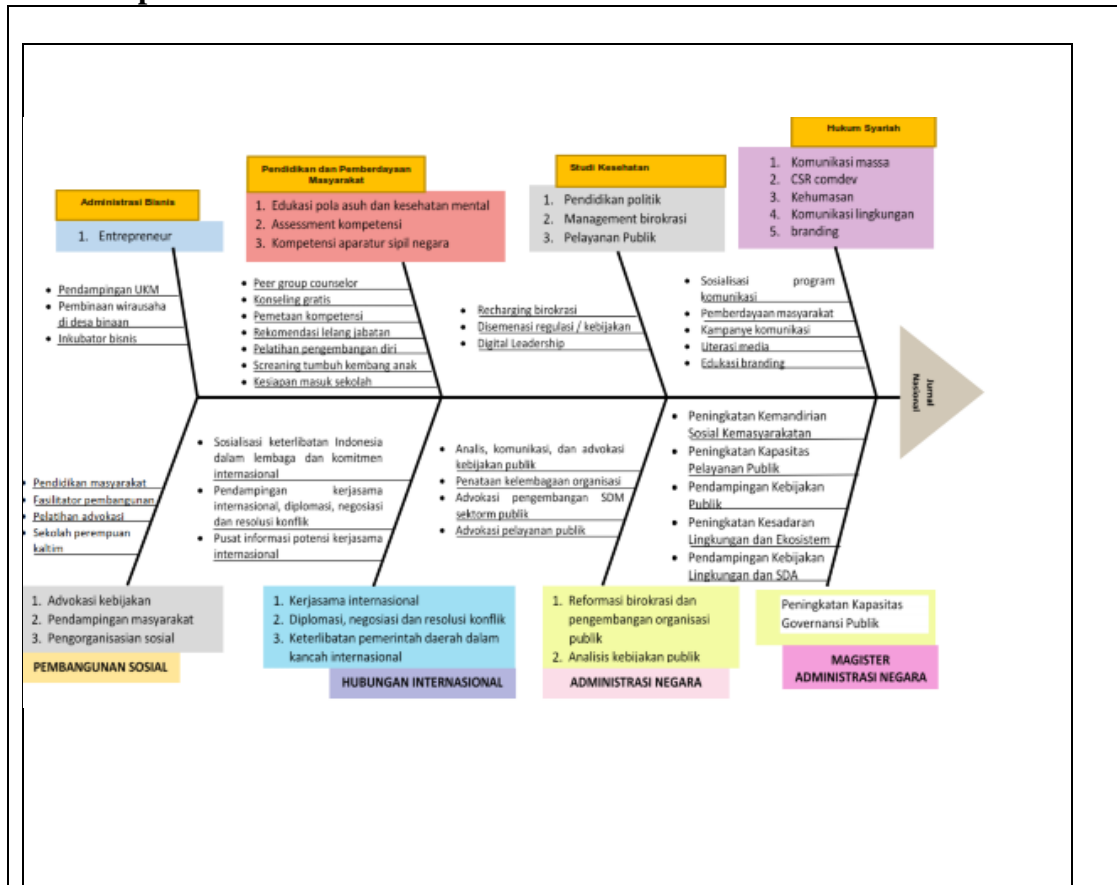 Hukum Syariah
1. Komunikasi massa
2. CSR comdev
3. Kehumasan
4. Komunikasi lingkungan
5. branding
Pendidikan dan Pemberdayaan
Masyarakat
1. Edukasi pola asuh dan kesehatan mental
2. Assessment kompetensi
3. Kompetensi aparatur sipil negara
Studi Kesehatan
1. Pendidikan politik
2. Management birokrasi
3. Pelayanan Publik
Administrasi Bisnis
1. Entrepreneur
• Pendampingan UKM
• Pembinaan wirausaha
di desa binaan
• Inkubator bisnis
• Peer group counselor
• Konseling gratis
• Pemetaan kompetensi
• Rekomendasi lelang jabatan
• Pelatihan pengembangan diri
• Screaning tumbuh kembang anak
• Kesiapan masuk sekolah
• Recharging birokrasi
• Disemenasi regulasi / kebijakan
• Digital Leadership
• Sosialisasi program
komunikasi
• Pemberdayaan masyarakat
• Kampanye komunikasi
• Literasi media
• Edukasi branding
Jurnal
Nasional
• Pendidikan masyarakat
• Fasilitator pembangunan
• Pelatihan advokasi
• Sekolah perempuan
kaltim
• Sosialisasi keterlibatan Indonesia
dalam lembaga dan komitmen
internasional
• Pendampingan kerjasama
internasional, diplomasi, negosiasi
dan resolusi konflik
• Pusat informasi potensi kerjasama
internasional
• Analis, komunikasi, dan advokasi
kebijakan publik
• Penataan kelembagaan organisasi
• Advokasi pengembangan SDM
sektorm publik
• Advokasi pelayanan publik
• Peningkatan Kemandirian
Sosial Kemasyarakatan
• Peningkatan Kapasitas
Pelayanan Publik
• Pendampingan Kebijakan
Publik
• Peningkatan Kesadaran
Lingkungan dan Ekosistem
• Pendampingan Kebijakan
Lingkungan dan SDA
1. Advokasi kebijakan
2. Pendampingan masyarakat
3. Pengorganisasian sosial
PEMBANGUNAN SOSIAL
1. Kerjasama internasional
2. Diplomasi, negosiasi dan resolusi konflik
3. Keterlibatan pemerintah daerah dalam
kancah internasional
HUBUNGAN INTERNASIONAL
1. Reformasi birokrasi dan
pengembangan organisasi
publik
2. Analisis kebijakan publik
ADMINISTRASI NEGARA
Peningkatan Kapasitas
Governansi Publik
MAGISTER
ADMINISTRASI NEGARA